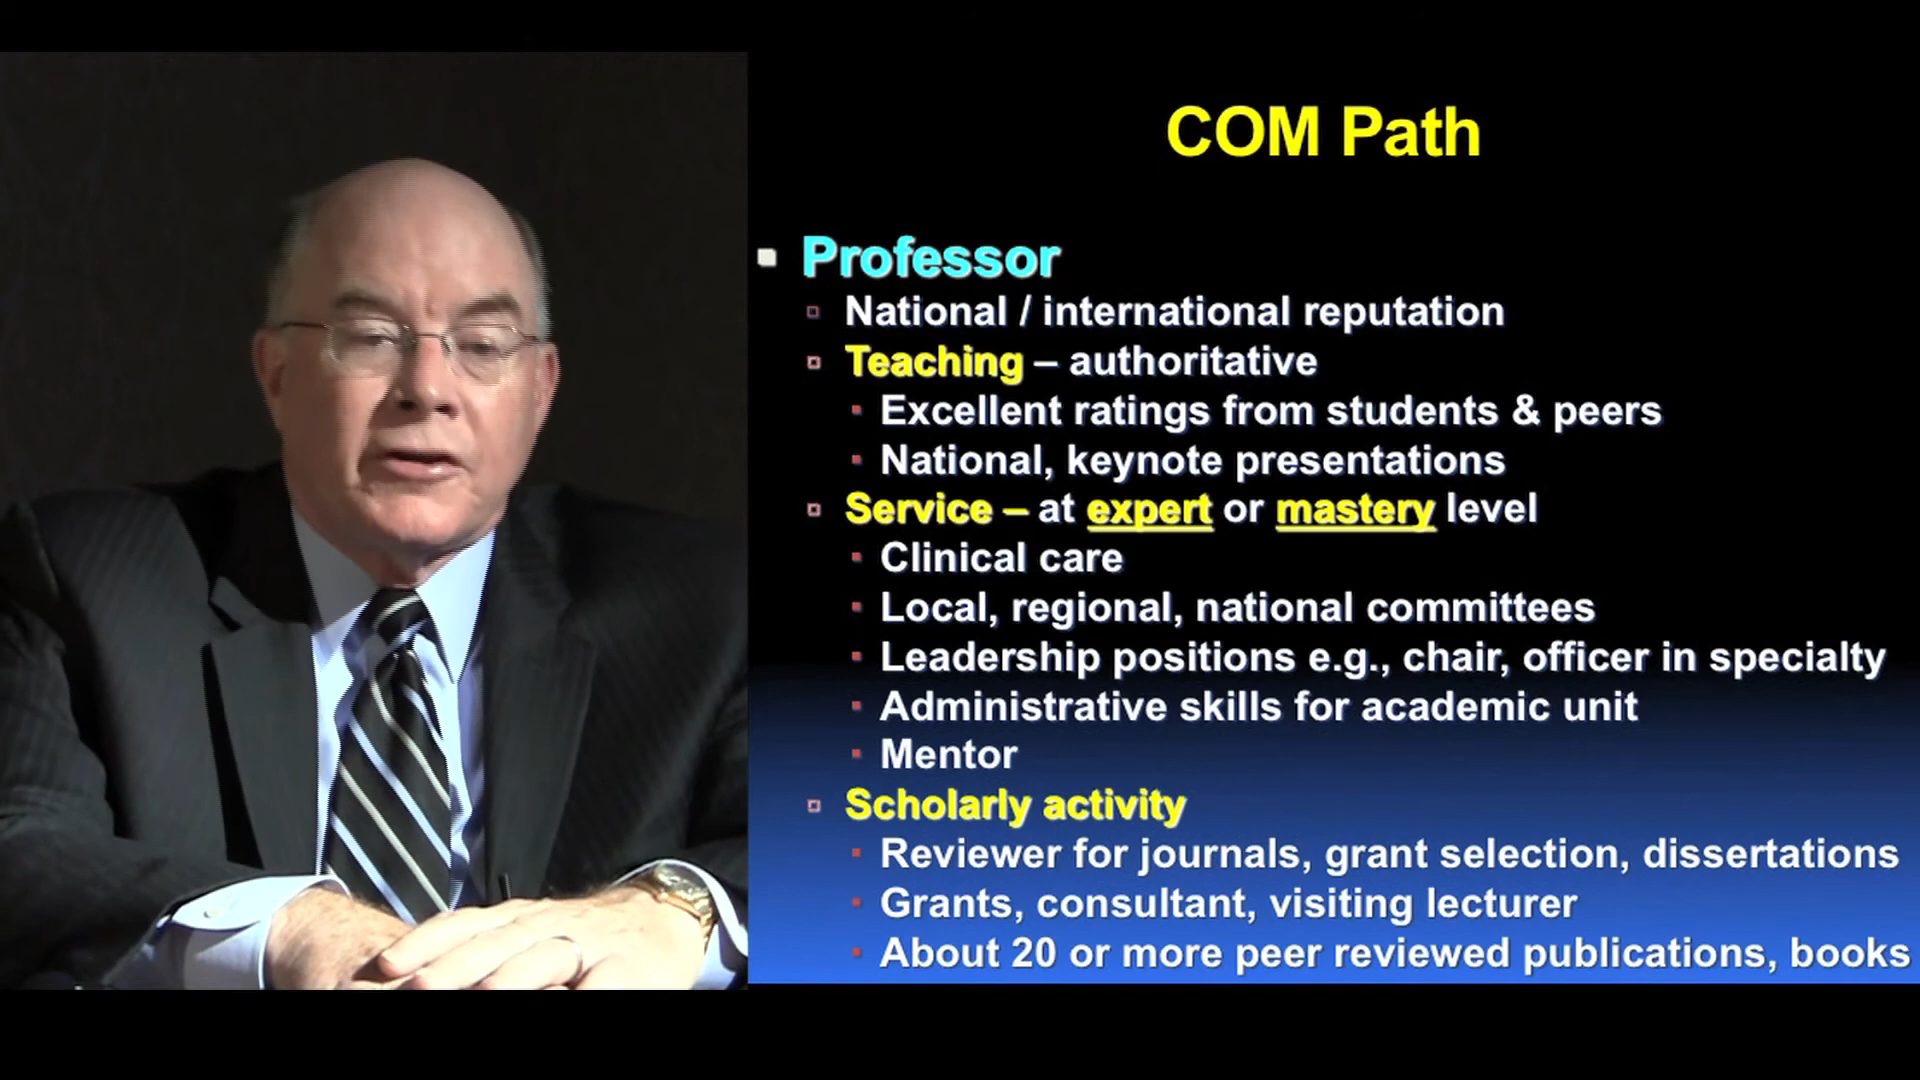 COM Path
Professor
National / international reputation
Teaching – authoritative
Excellent ratings from students & peers
National, keynote presentations
Service – at expert or mastery level
Clinical care
Local, regional, national committees
Leadership positions e.g., chair, officer in specialty
Administrative skills for academic unit
Mentor
Scholarly activity
Reviewer for journals, grant selection, dissertations
Grants, consultant, visiting lecturer
About 20 or more peer reviewed publications, books